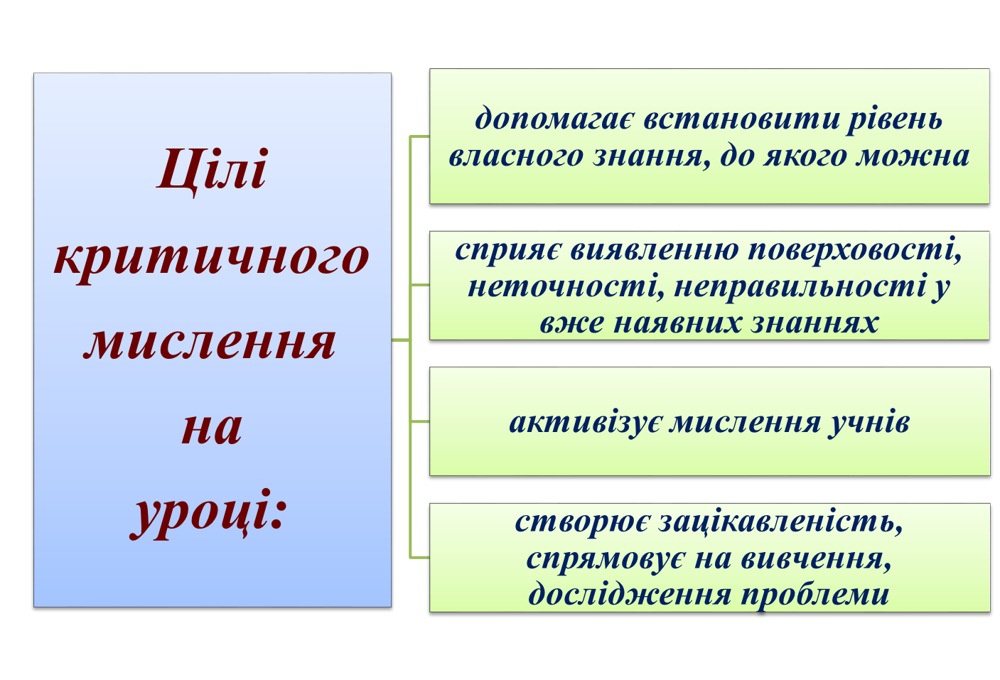 Цілі
критичного
мислення
на
уроці:
допомагає встановити рівень
власного знання, до якого можна
сприяє виявленню поверховості,
неточності, неправильності у
вже наявних знаннях
активізує мислення учнів
створює зацікавленість,
спрямовує на вивчення,
дослідження проблеми